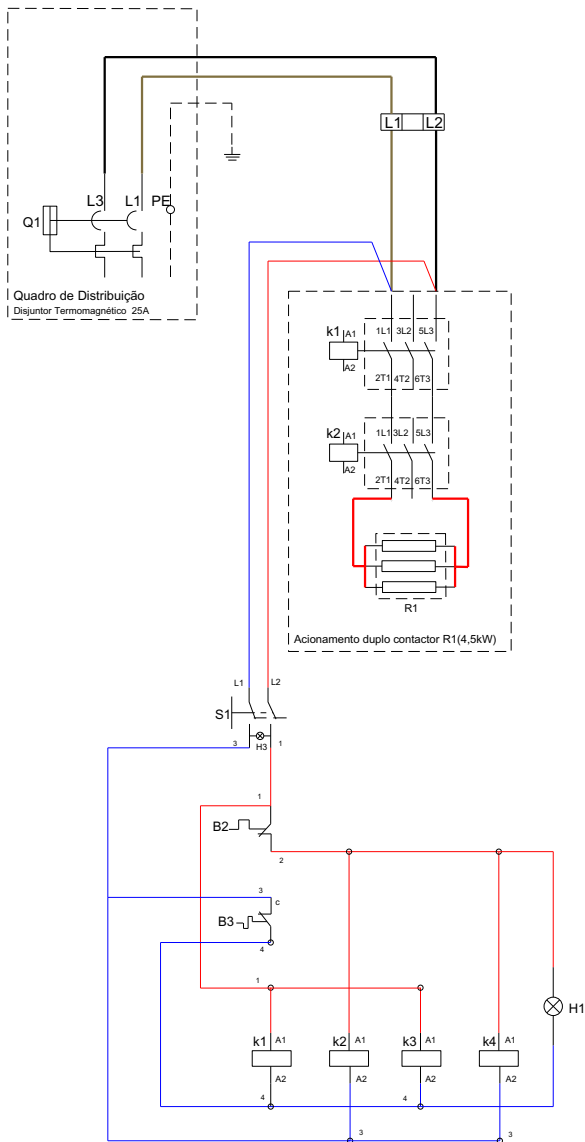 L1 L2
L3 L1 PE
Q1
Quadro de Distribuição
Disjuntor Termomagnético 25A
k1 A1 1L1 3L2 5L3
A2 2T1 4T2 6T3
k2 A1 1L1 3L2 5L3
A2 2T1 4T2 6T3
R1
Acionamento duplo contactor R1(4,5kW)
L1 L2
S1
3 H3 1
1
B2
2
3
c
B3
4
1
H1
k1 A1 k2 A1 k3 A1 k4 A1
A2 A2 A2 A2
4 4
3 3